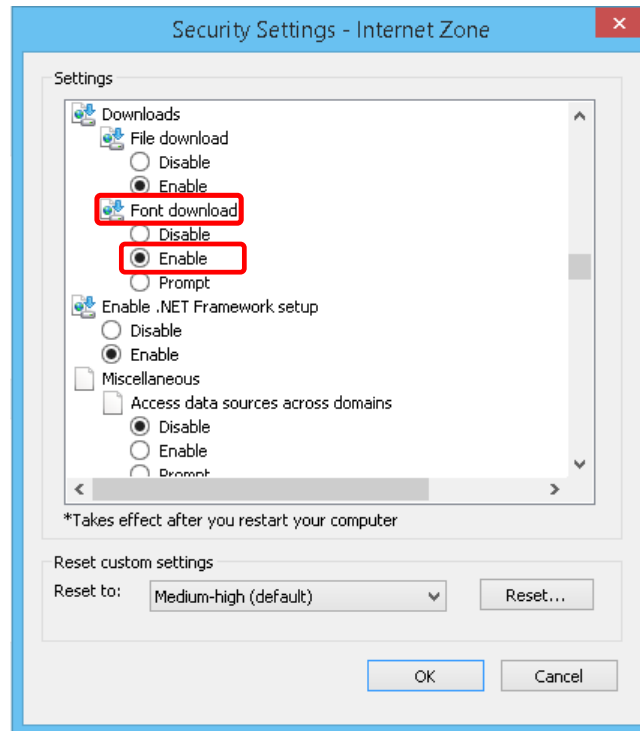 Security Settings - Internet Zone
Settings
Downloads
File download
Disable
Enable
Font download
Disable
Enable
Prompt
Enable .NET Framework setup
Disable
Enable
Miscellaneous
Access data sources across domains
Disable
Enable
Prompt
*Takes effect after you restart your computer
Reset custom settings
Reset to: Medium-high (default) Reset...
OK Cancel